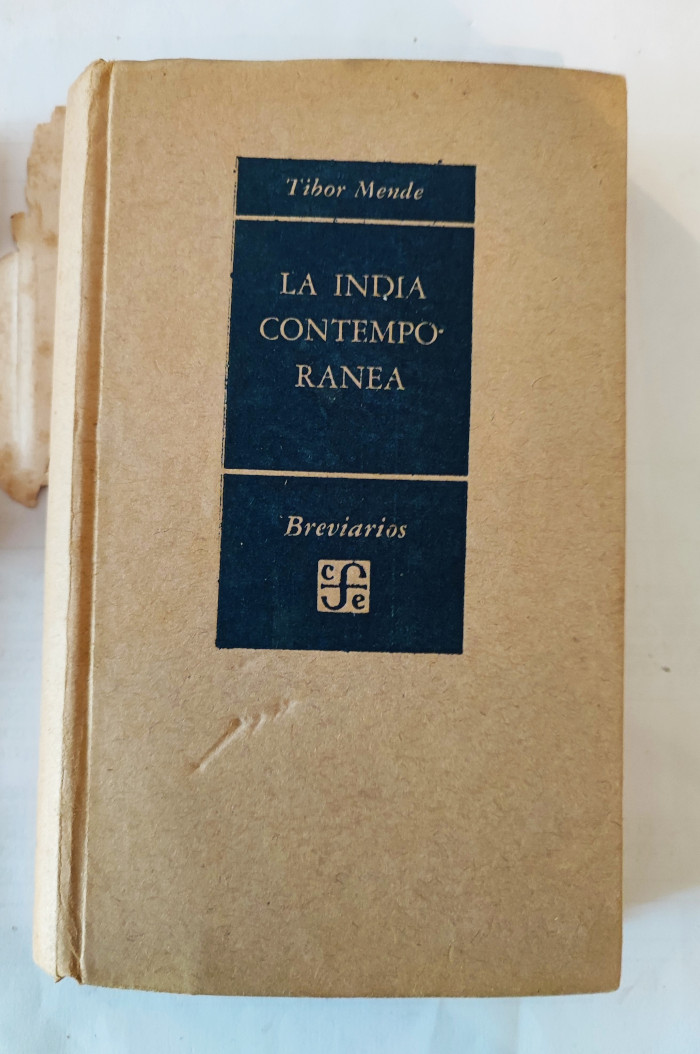 Tibor Mende
LA INDIA
CONTEMPO-
RANEA
Breviarios
cfe